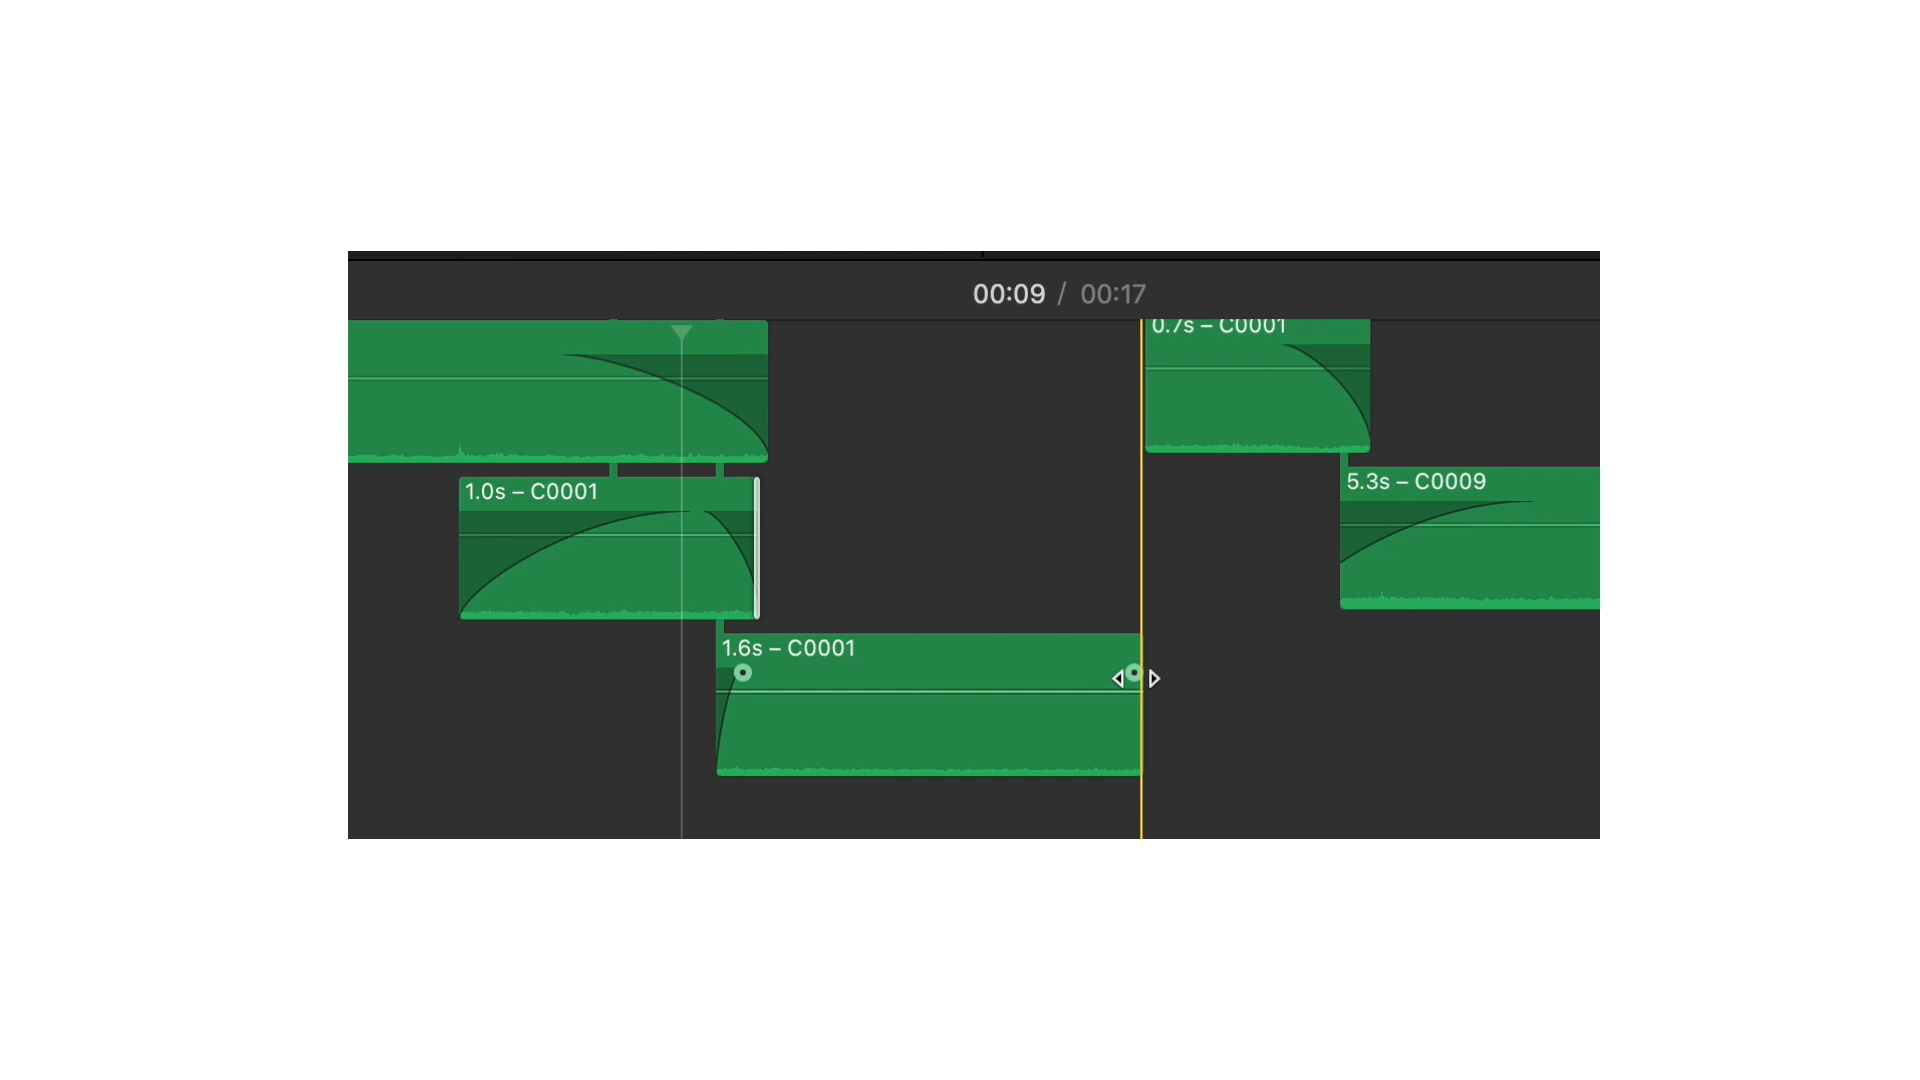 00:09 / 00:17
0.7s – C0001
5.3s – C0009
1.0s – C0001
1.6s – C0001